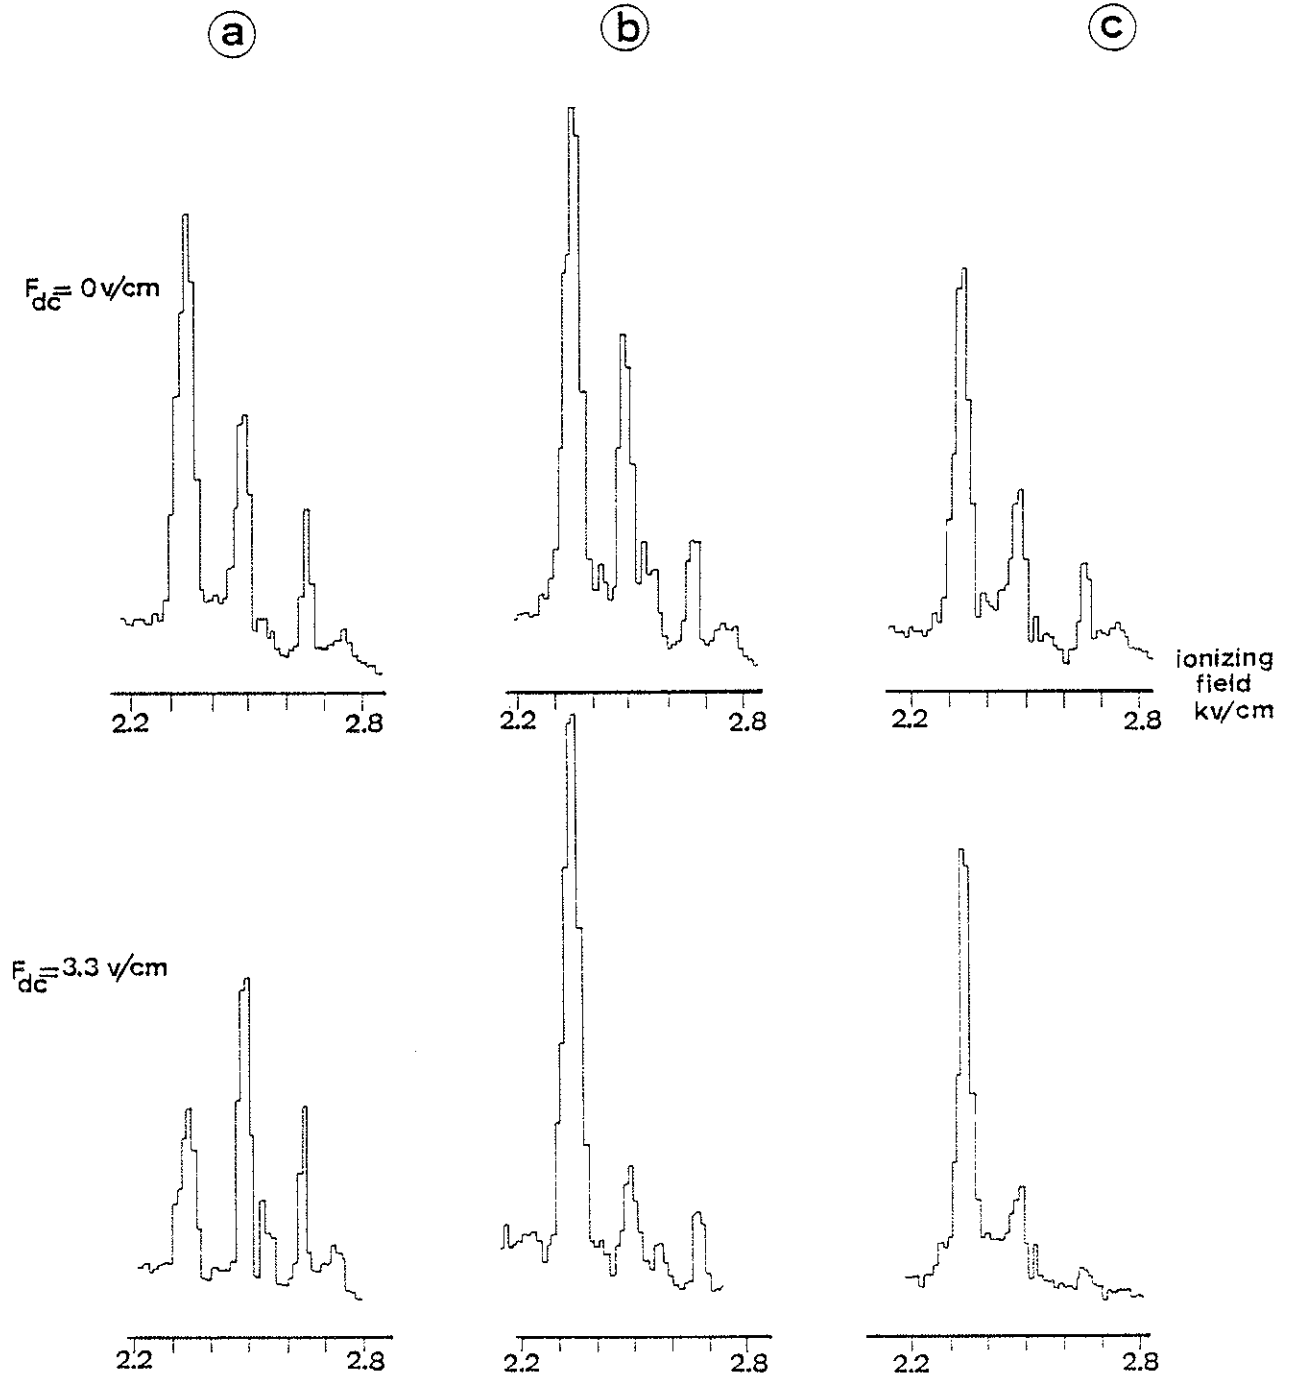 a b c
F_dc = 0 v/cm
ionizing
field
kv/cm
2.2 2.8 2.2 2.8 2.2 2.8
F_dc = 3.3 v/cm
2.2 2.8 2.2 2.8 2.2 2.8